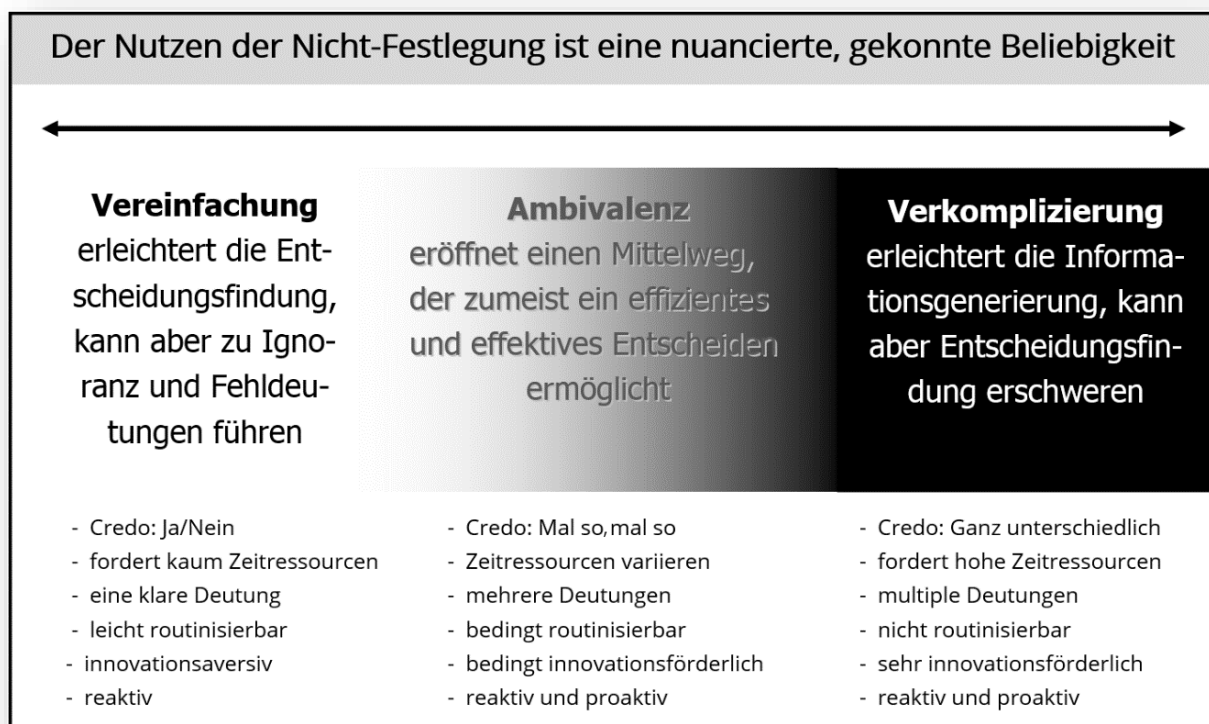 Der Nutzen der Nicht-Festlegung ist eine nuancierte, gekonnte Beliebigkeit
Vereinfachung
erleichtert die Ent-
scheidungsfindung,
kann aber zu Igno-
ranz und Fehldeu-
tungen führen
Ambivalenz
eröffnet einen Mittelweg,
der zumeist ein effizientes
und effektives Entscheiden
ermöglicht
Verkomplizierung
erleichtert die Informa-
tionsgenerierung, kann
aber Entscheidungsfin-
dung erschweren
- Credo: Ja/Nein
- fordert kaum Zeitressourcen
- eine klare Deutung
- leicht routinisierbar
- innovationsaversiv
- reaktiv
- Credo: Mal so, mal so
- Zeitressourcen variieren
- mehrere Deutungen
- bedingt routinisierbar
- bedingt innovationsförderlich
- reaktiv und proaktiv
- Credo: Ganz unterschiedlich
- fordert hohe Zeitressourcen
- multiple Deutungen
- nicht routinisierbar
- sehr innovationsförderlich
- reaktiv und proaktiv